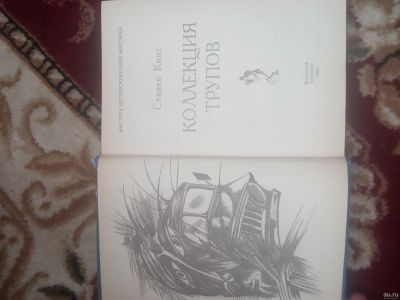 МАСТЕРА ОСТРОСЮЖЕТНОЙ МИСТИКИ
Стивен Кинг
КОЛЛЕКЦИЯ
ТРУПОВ
au.ru